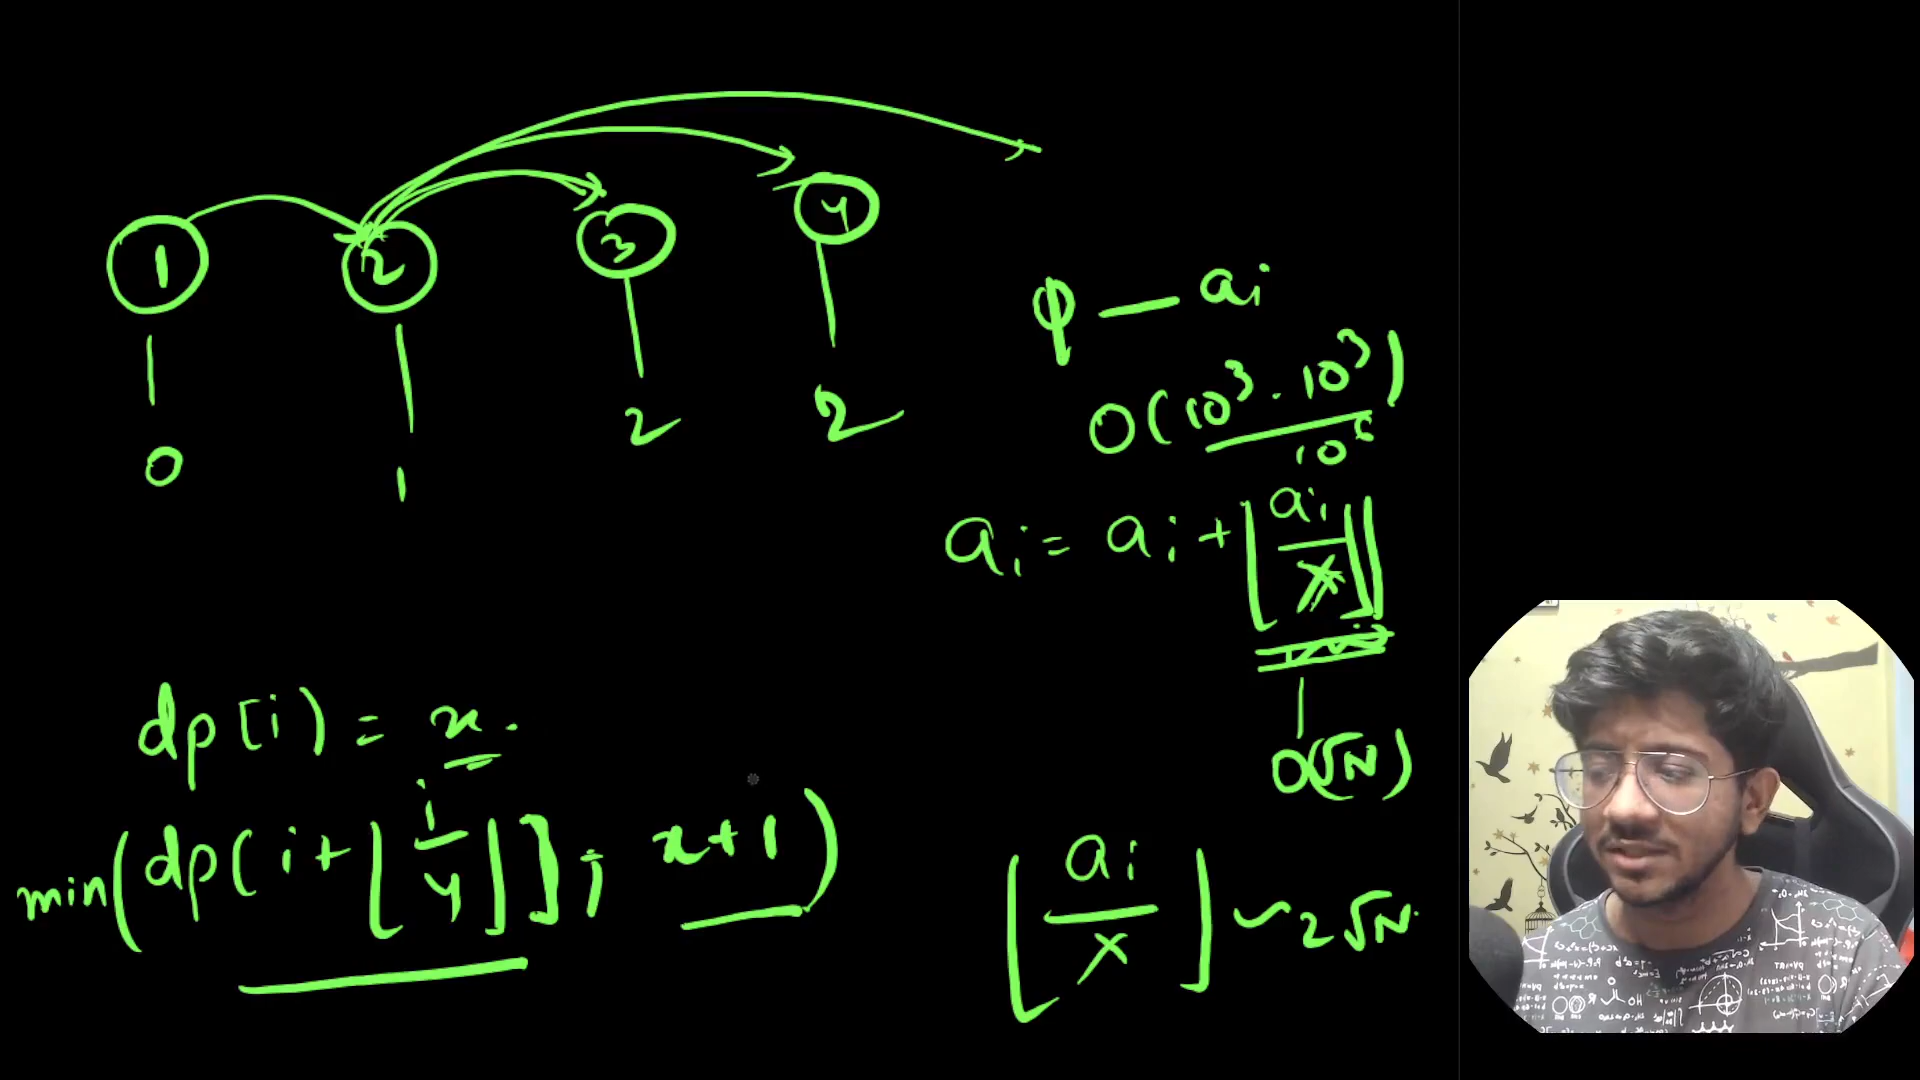 1 2 3 4
0 1 2 2
φ — ai
O(10³ . 10³)
10⁶
ai = ai + ⌊ai/x⌋
O(√N)
dp[i) = x.
min(dp(i + ⌊i/y⌋]; x+1)
⌊ai/x⌋ ~ 2√N.